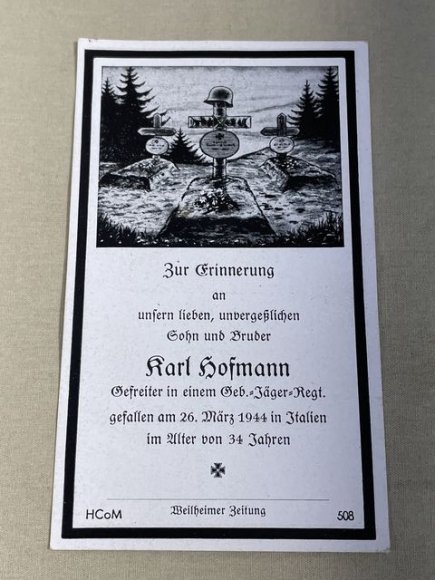 Zur Erinnerung
an
unsern lieben, unvergeßlichen
Sohn und Bruder
Karl Hofmann
Gefreiter in einem Geb.-Jäger-Regt.
gefallen am 26. März 1944 in Italien
im Alter von 34 Jahren
HCoM Weilheimer Zeitung 508